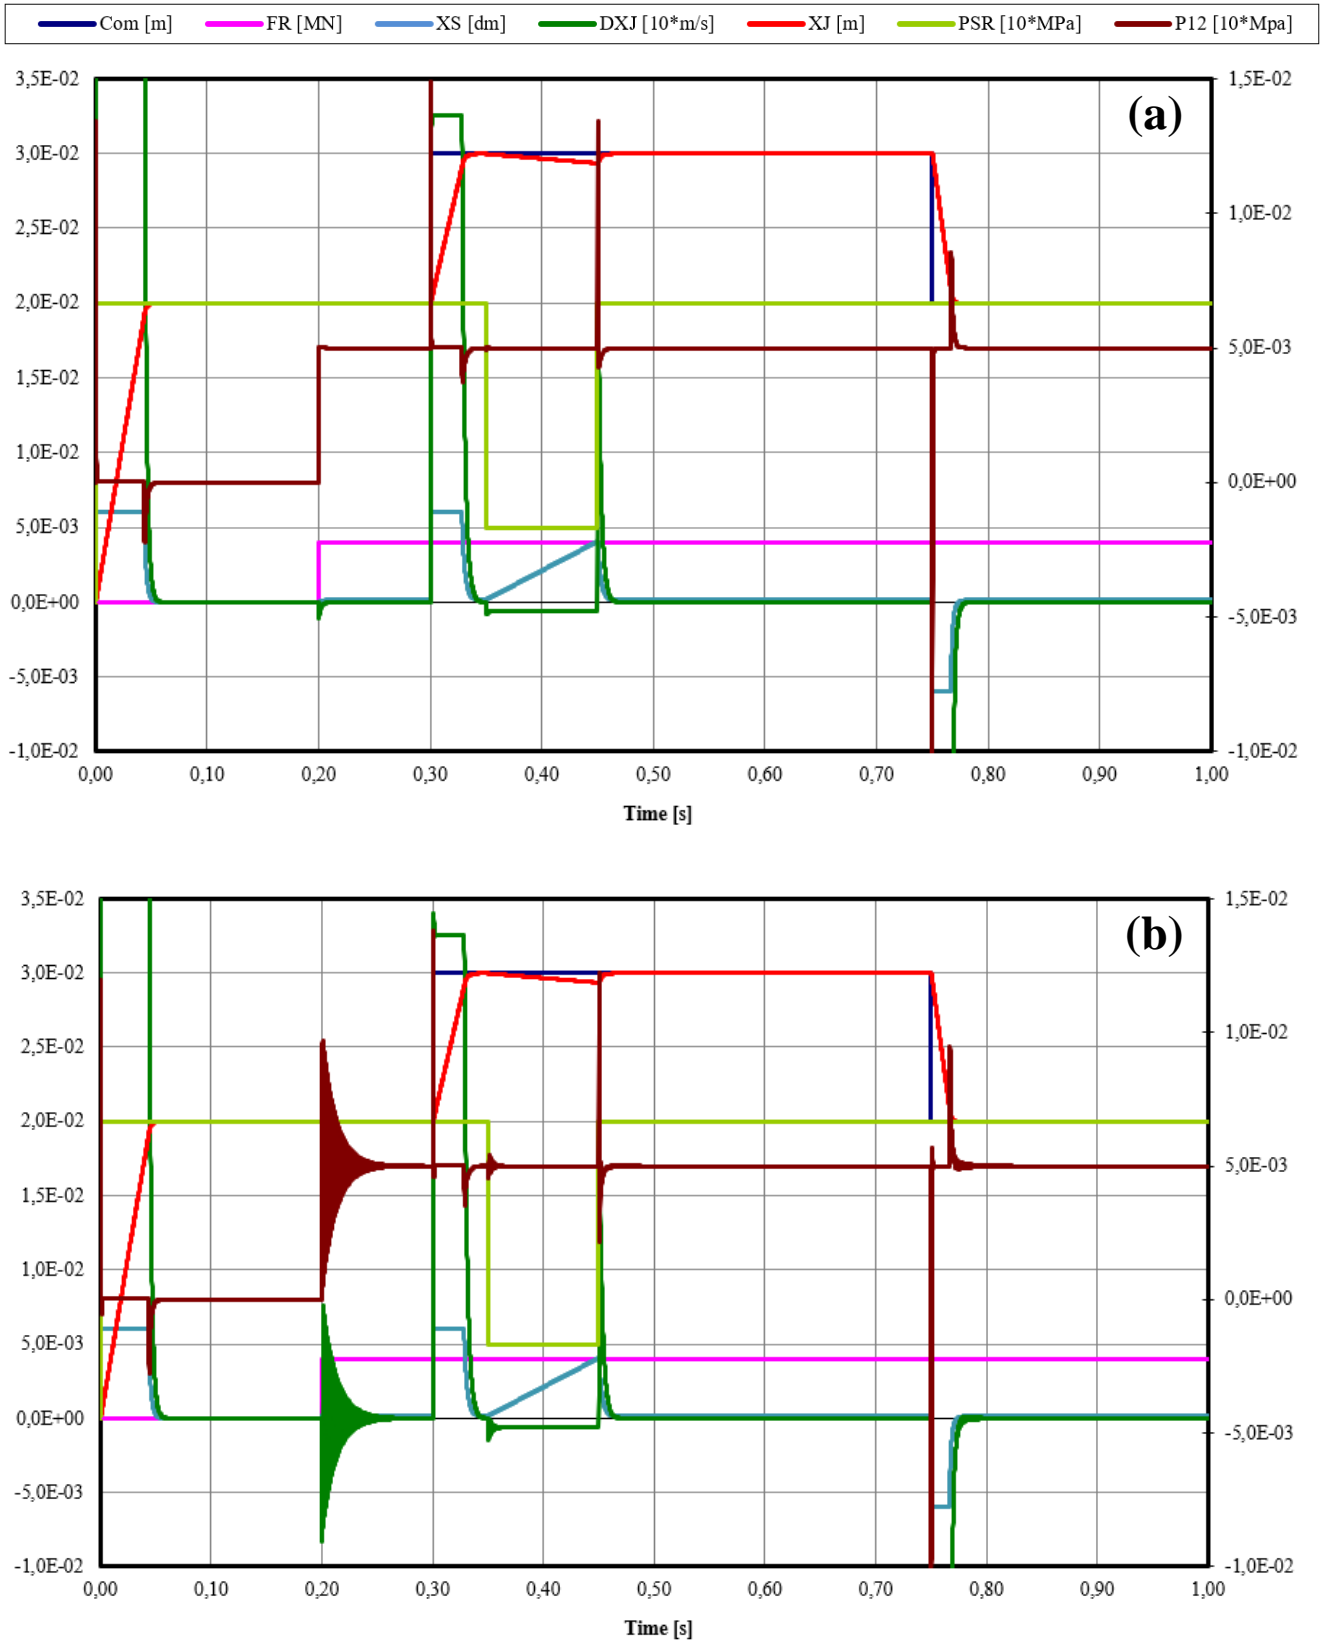 Com [m] FR [MN] XS [dm] DXJ [10*m/s] XJ [m] PSR [10*MPa] P12 [10*Mpa]
(a)
3,5E-02 1,5E-02
3,0E-02
2,5E-02 1,0E-02
2,0E-02
1,5E-02 5,0E-03
1,0E-02 0,0E+00
5,0E-03
0,0E+00 -5,0E-03
-5,0E-03
-1,0E-02 -1,0E-02
0,00 0,10 0,20 0,30 0,40 0,50 0,60 0,70 0,80 0,90 1,00
Time [s]
(b)
3,5E-02 1,5E-02
3,0E-02
2,5E-02 1,0E-02
2,0E-02
1,5E-02 5,0E-03
1,0E-02 0,0E+00
5,0E-03
0,0E+00 -5,0E-03
-5,0E-03
-1,0E-02 -1,0E-02
0,00 0,10 0,20 0,30 0,40 0,50 0,60 0,70 0,80 0,90 1,00
Time [s]